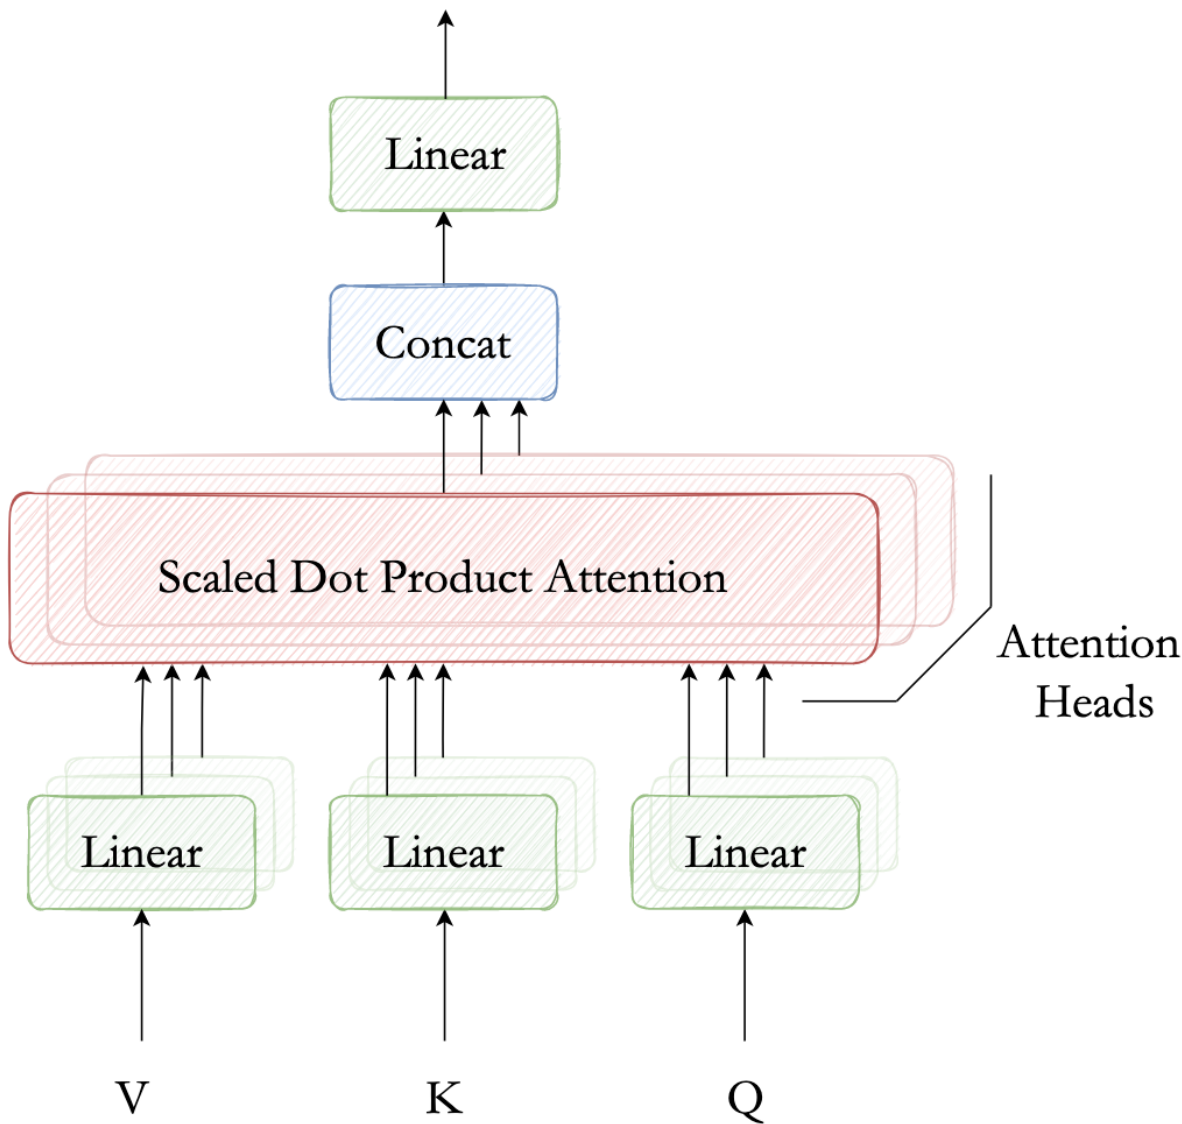 Linear
Concat
Scaled Dot Product Attention
Attention
Heads
Linear
Linear
Linear
V
K
Q